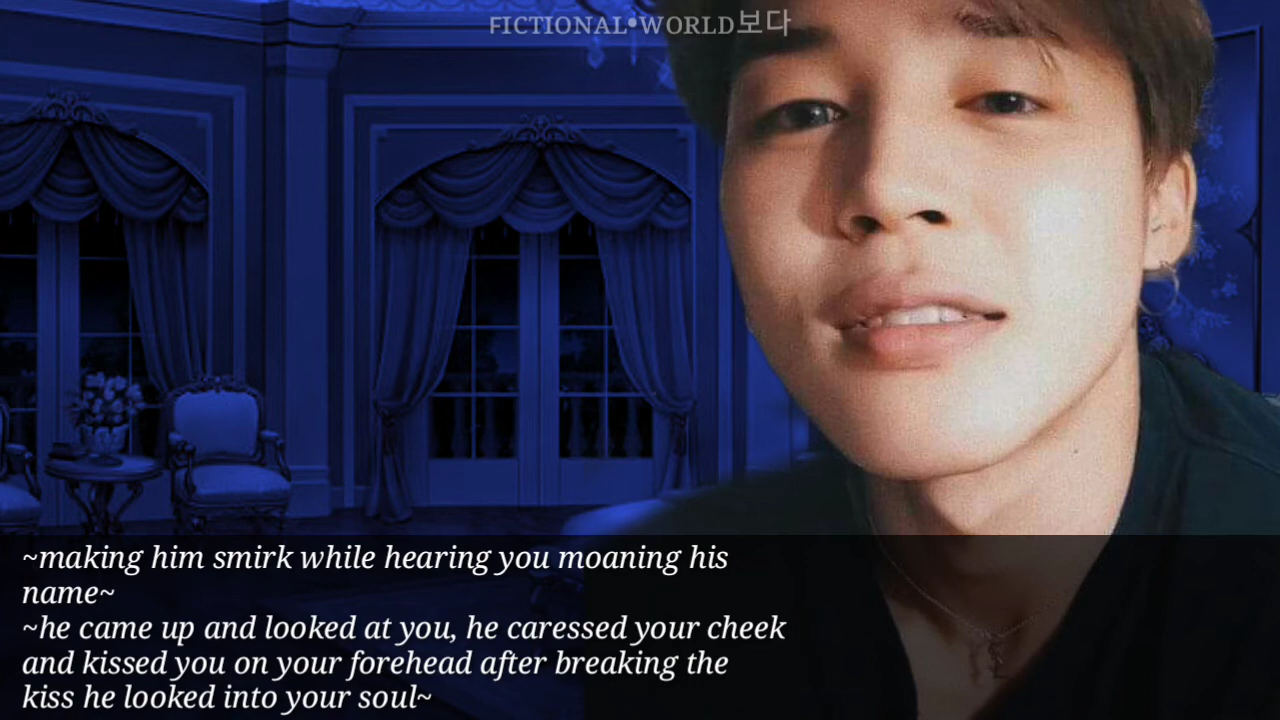 FICTIONAL•WORLD보다
~making him smirk while hearing you moaning his
name~
~he came up and looked at you, he caressed your cheek
and kissed you on your forehead after breaking the
kiss he looked into your soul~